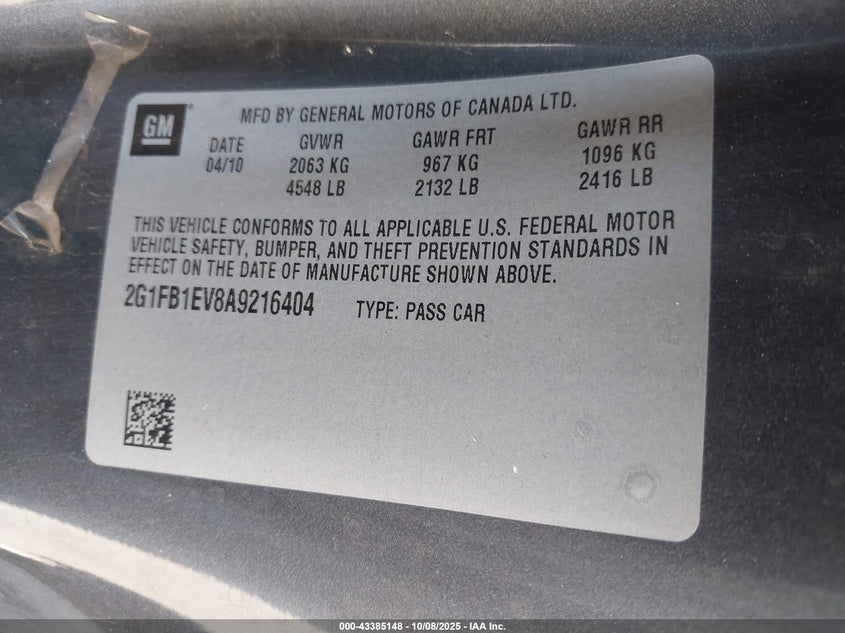 GM
MFD BY GENERAL MOTORS OF CANADA LTD.
DATE GVWR GAWR FRT GAWR RR
04/10 2063 KG 967 KG 1096 KG
4548 LB 2132 LB 2416 LB
THIS VEHICLE CONFORMS TO ALL APPLICABLE U.S. FEDERAL MOTOR
VEHICLE SAFETY, BUMPER, AND THEFT PREVENTION STANDARDS IN
EFFECT ON THE DATE OF MANUFACTURE SHOWN ABOVE.
2G1FB1EV8A9216404 TYPE: PASS CAR
000-43385148 - 10/08/2025 - IAA Inc.